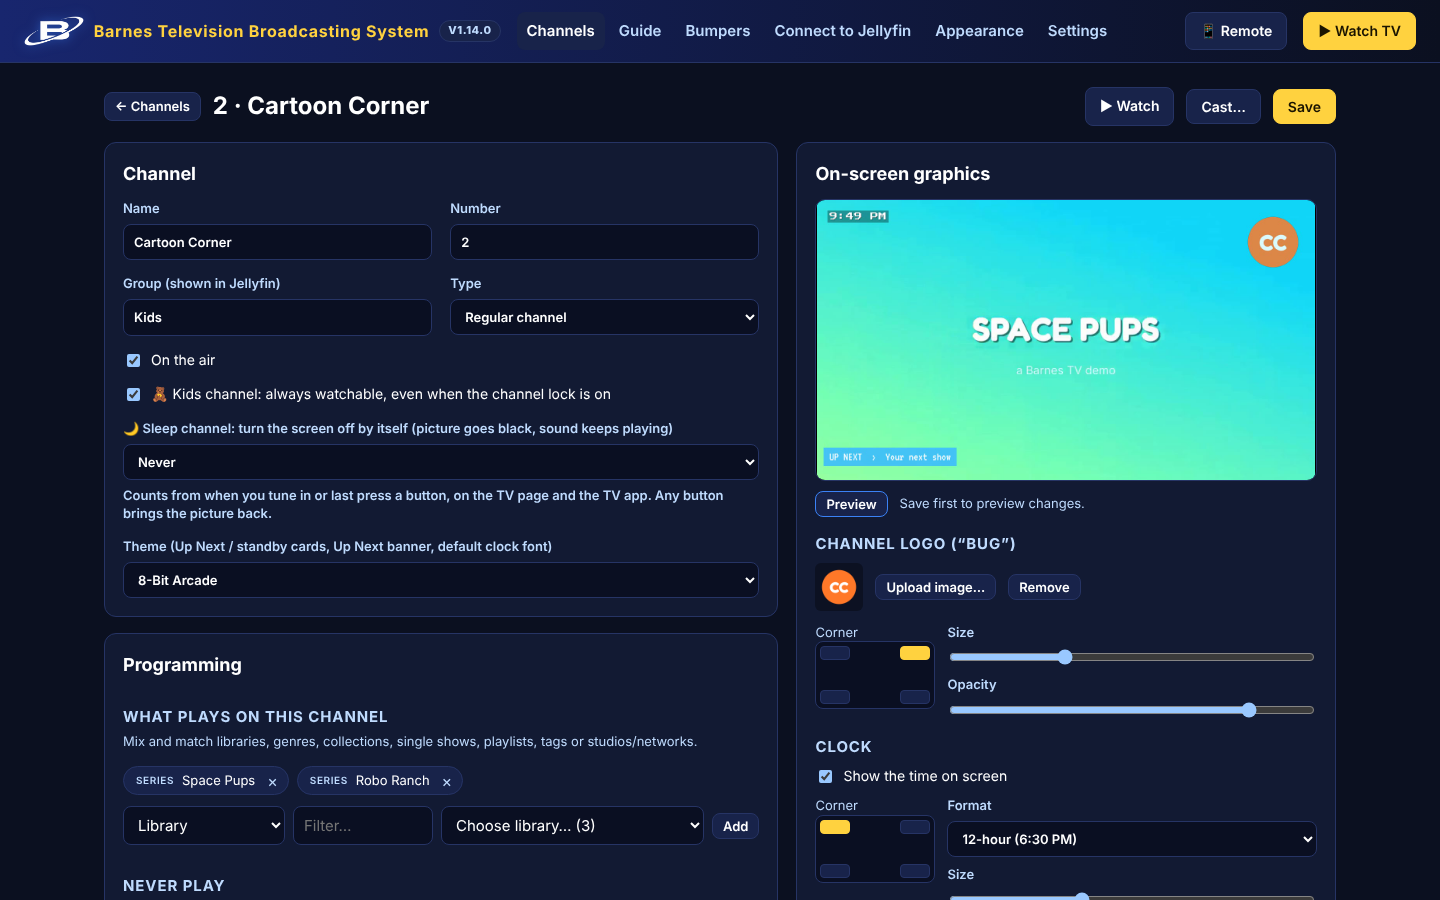 B Barnes Television Broadcasting System V1.14.0 Channels Guide Bumpers Connect to Jellyfin Appearance Settings Remote Watch TV
← Channels 2 · Cartoon Corner ▶ Watch Cast... Save
Channel
Name Number
Cartoon Corner 2
Group (shown in Jellyfin) Type
Kids Regular channel
On the air
Kids channel: always watchable, even when the channel lock is on
Sleep channel: turn the screen off by itself (picture goes black, sound keeps playing)
Never
Counts from when you tune in or last press a button, on the TV page and the TV app. Any button
brings the picture back.
Theme (Up Next / standby cards, Up Next banner, default clock font)
8-Bit Arcade
Programming
WHAT PLAYS ON THIS CHANNEL
Mix and match libraries, genres, collections, single shows, playlists, tags or studios/networks.
SERIES Space Pups × SERIES Robo Ranch ×
Library Filter... Choose library... (3) Add
NEVER PLAY
On-screen graphics
9:49 PM
CC
SPACE PUPS
a Barnes TV demo
UP NEXT › Your next show
Preview Save first to preview changes.
CHANNEL LOGO (“BUG”)
CC Upload image... Remove
Corner Size
Opacity
CLOCK
Show the time on screen
Corner Format
12-hour (6:30 PM)
Size